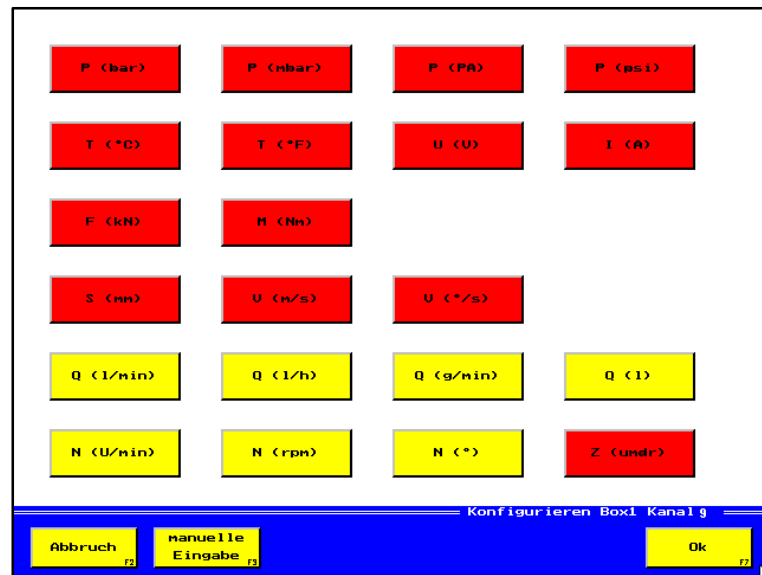 P (bar) P (mbar) P (PA) P (psi)
T (°C) T (°F) U (V) I (A)
F (kN) M (Nm)
S (mm) V (m/s) V (°/s)
Q (l/min) Q (l/h) Q (g/min) Q (l)
N (U/min) N (rpm) N (°) Z (umdr)
Konfigurieren Box1 Kanal 9
Abbruch F2
manuelle
Eingabe F3
Ok F7